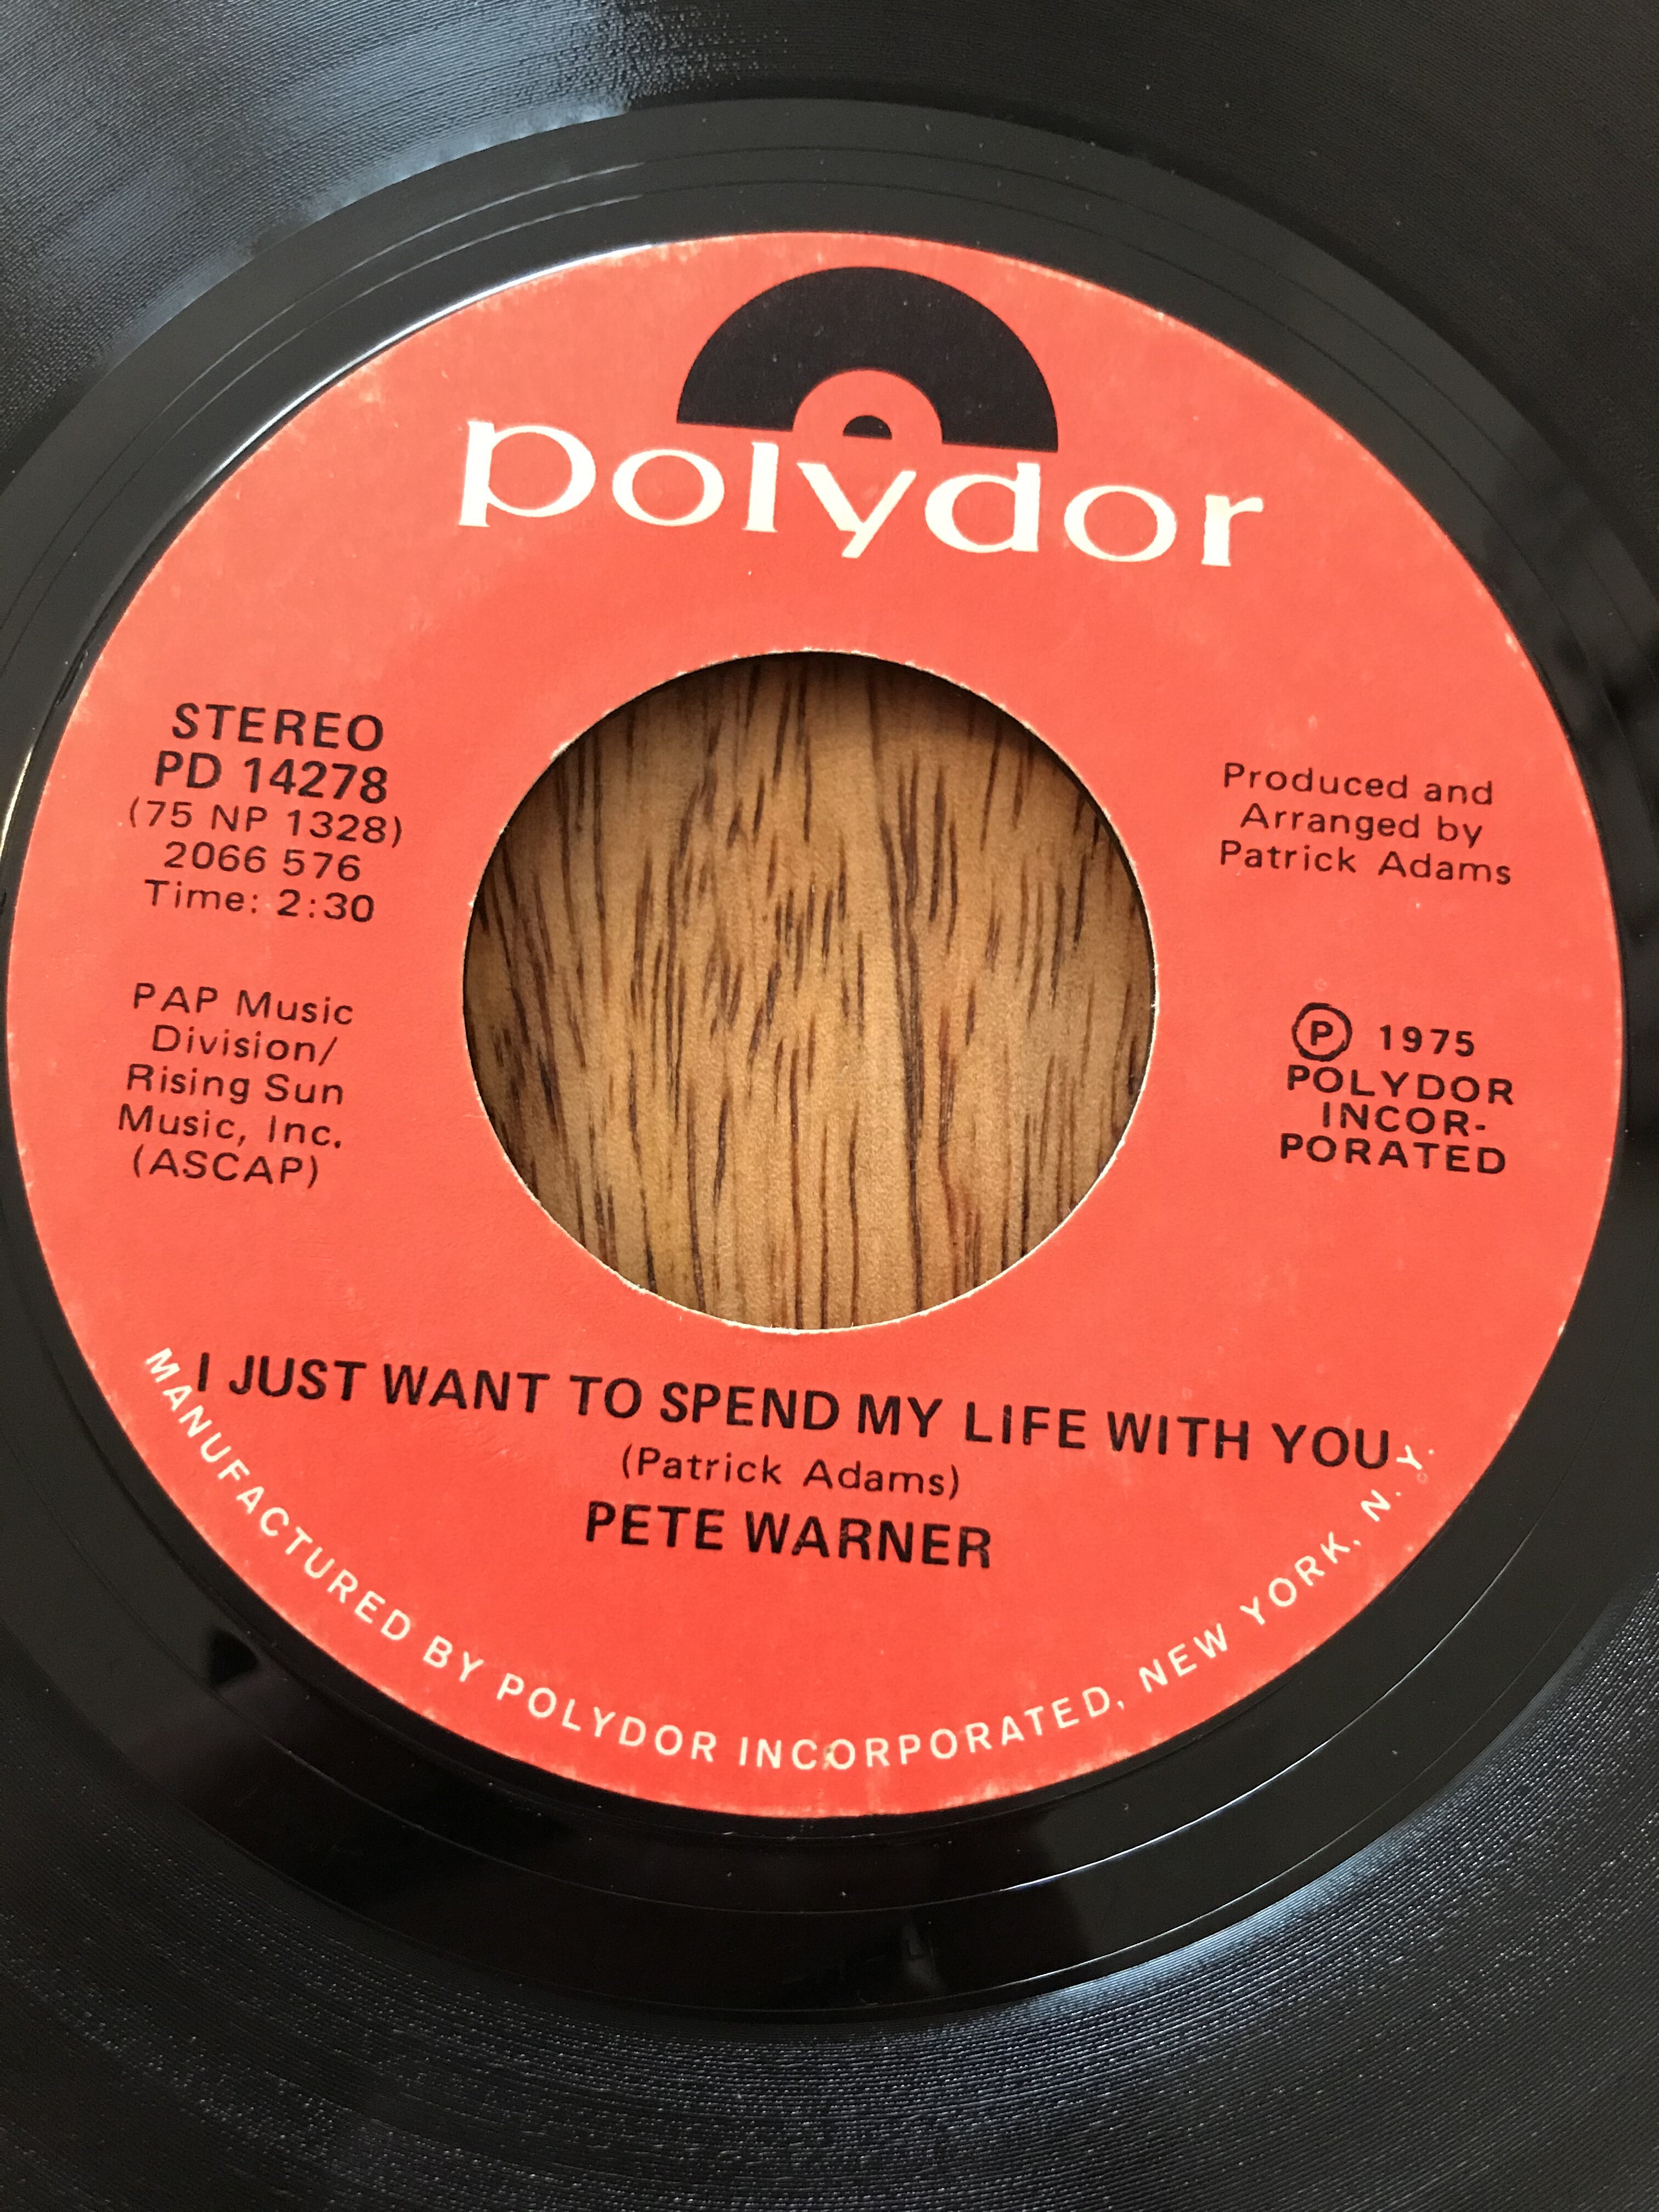 polydor
STEREO
PD 14278
(75 NP 1328)
2066 576
Time: 2:30
PAP Music
Division/
Rising Sun
Music, Inc.
(ASCAP)
Produced and
Arranged by
Patrick Adams
Ⓟ 1975
POLYDOR
INCOR-
PORATED
I JUST WANT TO SPEND MY LIFE WITH YOU
(Patrick Adams)
PETE WARNER
MANUFACTURED BY POLYDOR INCORPORATED, NEW YORK, N.Y.